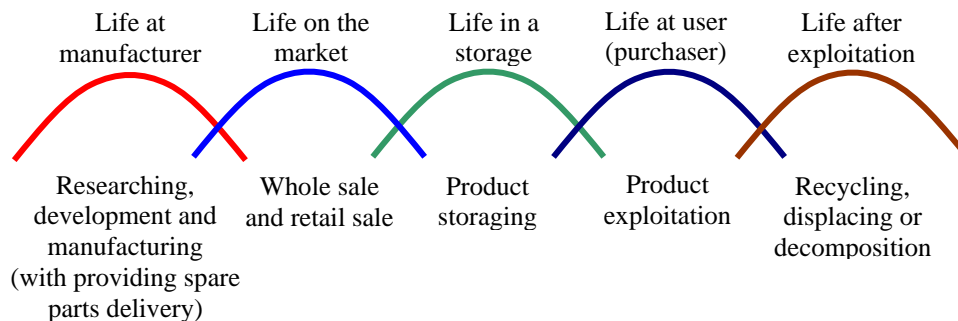 Life at
manufacturer
Life on the
market
Life in a
storage
Life at user
(purchaser)
Life after
exploitation
Researching,
development and
manufacturing
(with providing spare
parts delivery)
Whole sale
and retail sale
Product
storaging
Product
exploitation
Recycling,
displacing or
decomposition